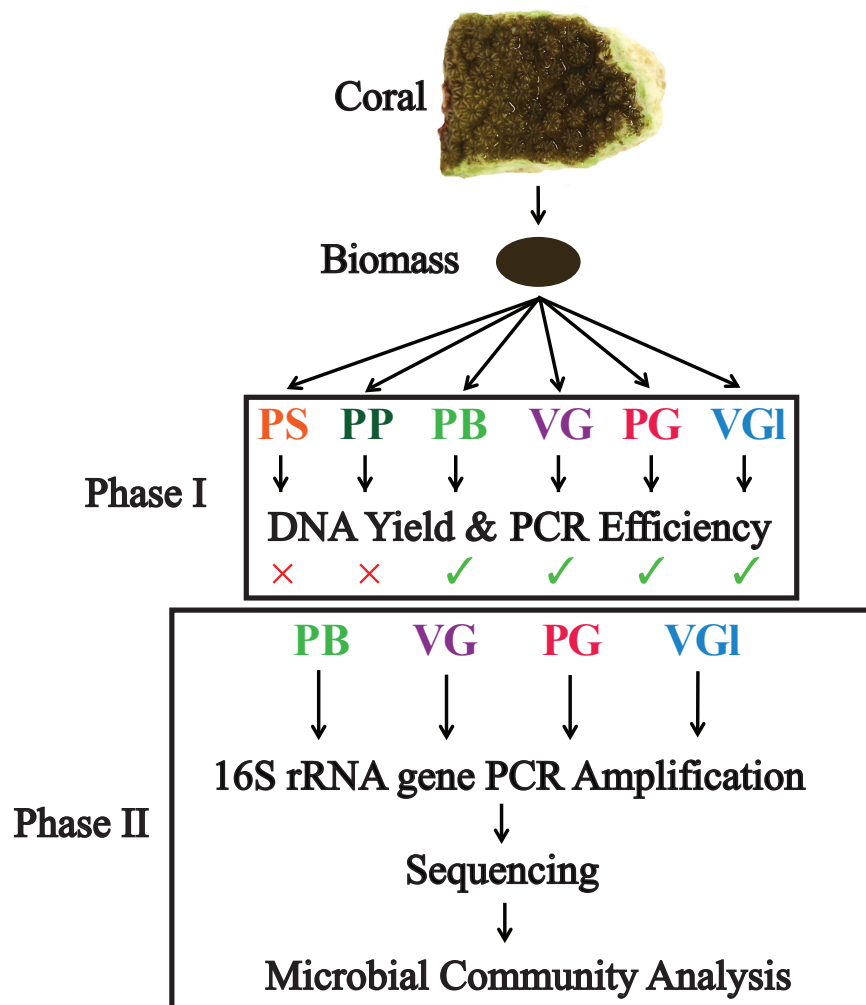 Coral
Biomass
PS PP PB VG PG VGl
Phase I
DNA Yield & PCR Efficiency
× × ✓ ✓ ✓ ✓
PB VG PG VGl
16S rRNA gene PCR Amplification
Phase II
Sequencing
Microbial Community Analysis